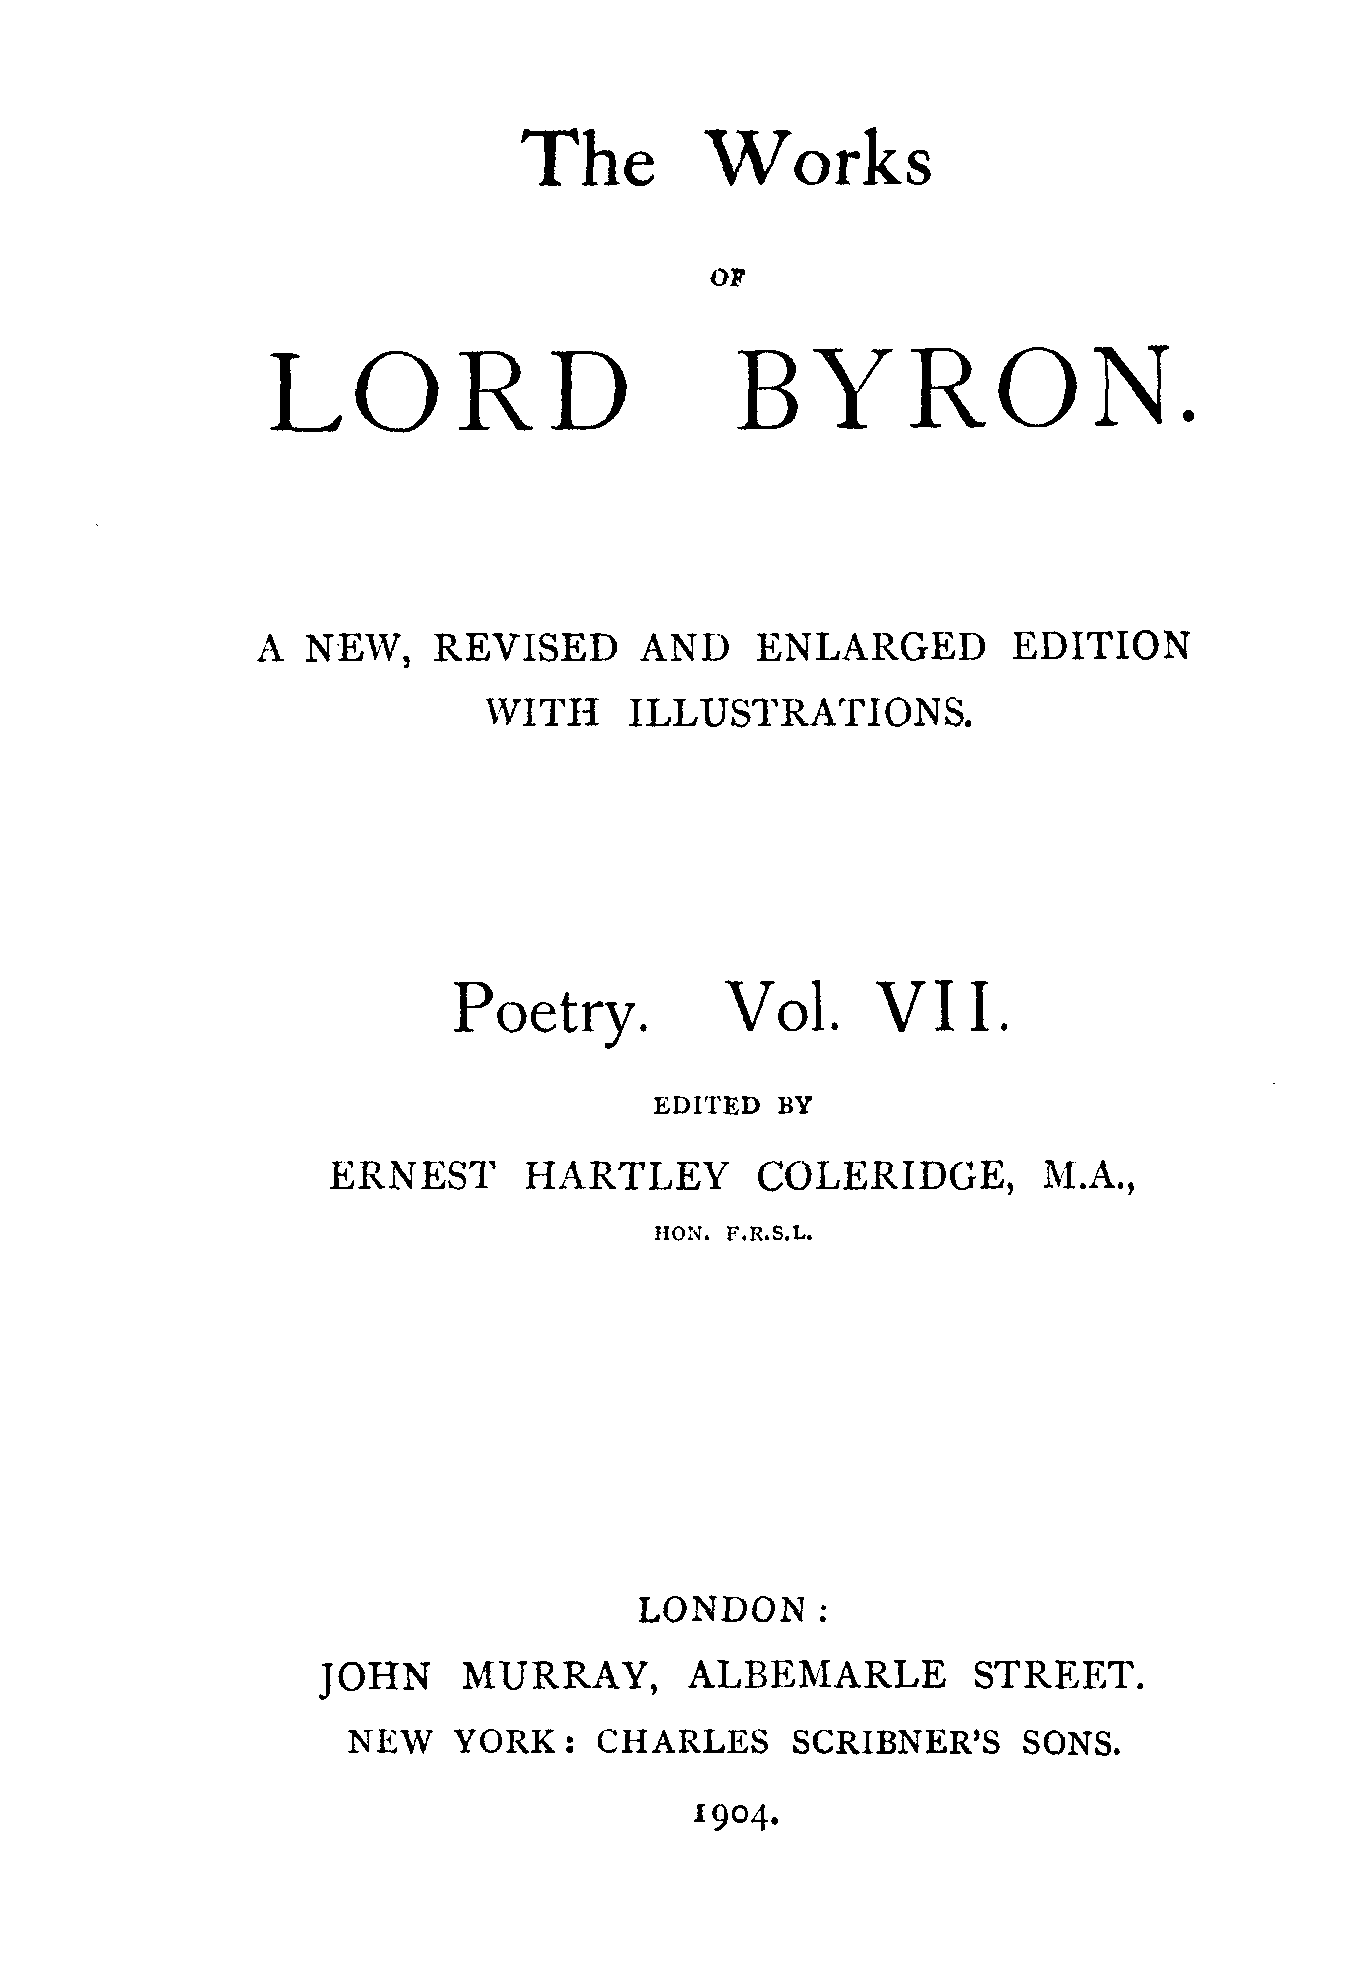 The Works
OF
LORD BYRON.
A NEW, REVISED AND ENLARGED EDITION
WITH ILLUSTRATIONS.
Poetry. Vol. VII.
EDITED BY
ERNEST HARTLEY COLERIDGE, M.A.,
HON. F.R.S.L.
LONDON:
JOHN MURRAY, ALBEMARLE STREET.
NEW YORK: CHARLES SCRIBNER'S SONS.
1904.